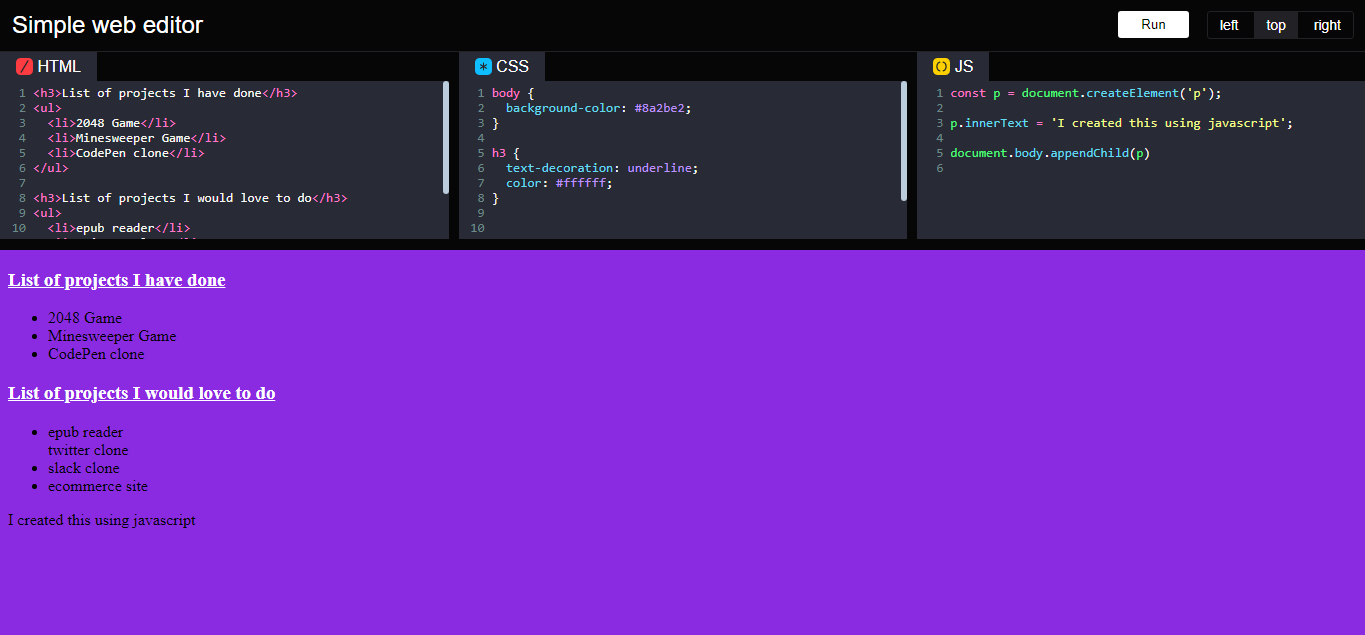 Simple web editor
Run left top right
/ HTML
1 <h3>List of projects I have done</h3>
2 <ul>
3 <li>2048 Game</li>
4 <li>Minesweeper Game</li>
5 <li>CodePen clone</li>
6 </ul>
7
8 <h3>List of projects I would love to do</h3>
9 <ul>
10 <li>epub reader</li>
* CSS
1 body {
2 background-color: #8a2be2;
3 }
4
5 h3 {
6 text-decoration: underline;
7 color: #ffffff;
8 }
9
10
() JS
1 const p = document.createElement('p');
2
3 p.innerText = 'I created this using javascript';
4
5 document.body.appendChild(p)
6
List of projects I have done
• 2048 Game
• Minesweeper Game
• CodePen clone
List of projects I would love to do
• epub reader
twitter clone
• slack clone
• ecommerce site
I created this using javascript